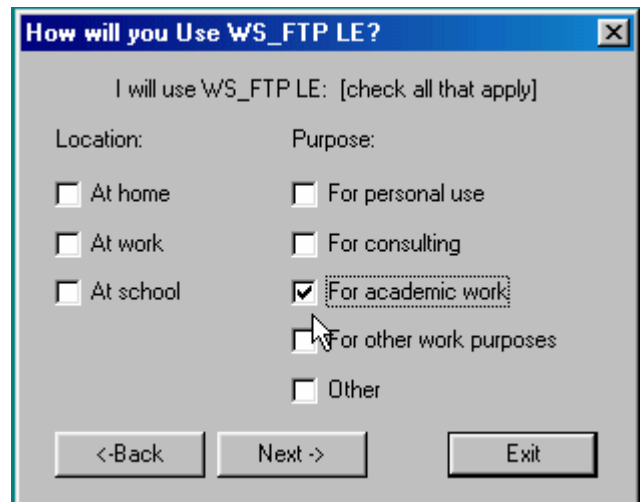 How will you Use WS_FTP LE?
I will use WS_FTP LE: [check all that apply]
Location:
Purpose:
At home
For personal use
At work
For consulting
At school
For academic work
For other work purposes
Other
<-Back
Next ->
Exit